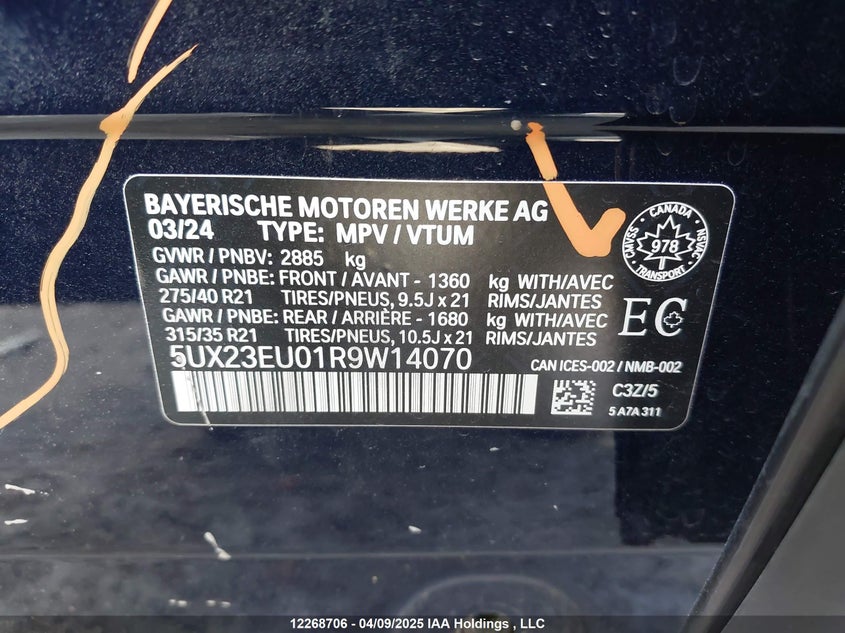 BAYERISCHE MOTOREN WERKE AG
03/24 TYPE: MPV / VTUM
GVWR / PNBV: 2885 kg
GAWR / PNBE: FRONT / AVANT - 1360 kg WITH/AVEC
275/40 R21 TIRES/PNEUS, 9.5J x 21 RIMS/JANTES
GAWR / PNBE: REAR / ARRIÈRE - 1680 kg WITH/AVEC
315/35 R21 TIRES/PNEUS, 10.5J x 21 RIMS/JANTES
5UX23EU01R9W14070
CANADA
CMVSS
978
NSVAC
TRANSPORT
EC
CAN ICES-002 / NMB-002
C3Z/5
5 A7A 311
12268706 - 04/09/2025 IAA Holdings , LLC